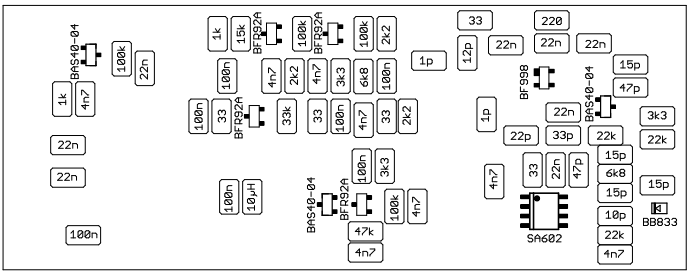 BAS40-04
100k
22n
1k
4n7
22n
22n
100n
1k
15k
BFR92A
100k
BFR92A
100k
2k2
100n
4n7
2k2
4n7
3k3
6k8
100n
100n
33
BFR92A
33k
33
100n
4n7
33
2k2
100n
10µH
100n
3k3
BAS40-04
BFR92A
100k
4n7
47k
4n7
1p
12p
33
22n
220
22n
22n
BF998
15p
47p
BAS40-04
22n
1p
22p
33p
22k
3k3
22k
4n7
33
22n
47p
15p
6k8
15p
10p
22k
4n7
15p
BB833
SA602